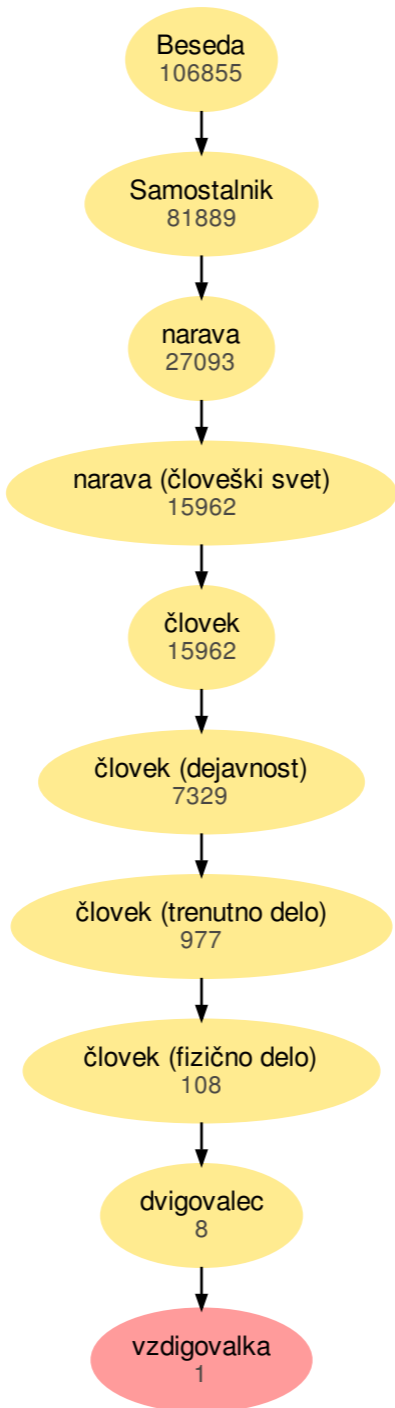 Beseda
106855
Samostalnik
81889
narava
27093
narava (človeški svet)
15962
človek
15962
človek (dejavnost)
7329
človek (trenutno delo)
977
človek (fizično delo)
108
dvigovalec
8
vzdigovalka
1